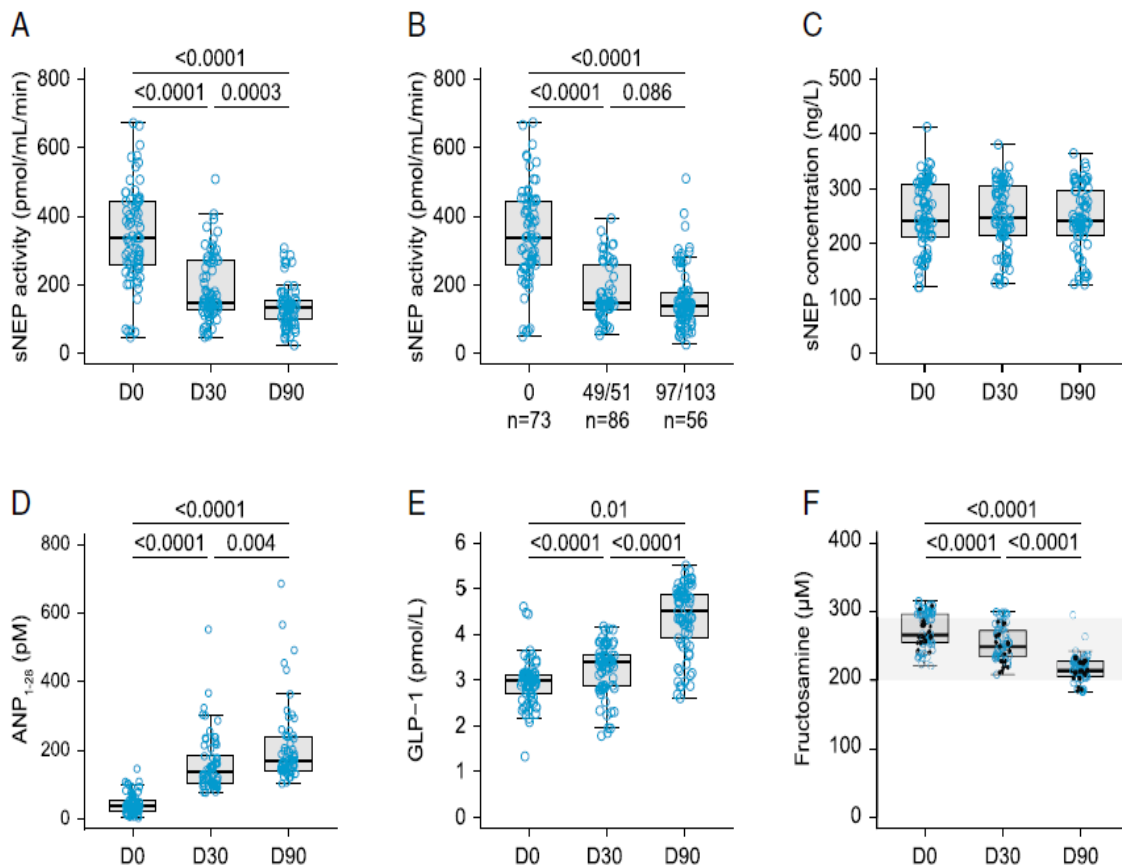 A
<0.0001
<0.0001 0.0003
sNEP activity (pmol/mL/min)
800
600
400
200
0
D0 D30 D90
B
<0.0001
<0.0001 0.086
sNEP activity (pmol/mL/min)
800
600
400
200
0
0 49/51 97/103
n=73 n=86 n=56
C
sNEP concentration (ng/L)
500
400
300
200
100
0
D0 D30 D90
D
<0.0001
<0.0001 0.004
ANP1-28 (pM)
800
600
400
200
0
D0 D30 D90
E
0.01
<0.0001 <0.0001
GLP−1 (pmol/L)
6
5
4
3
2
1
0
D0 D30 D90
F
<0.0001
<0.0001 <0.0001
Fructosamine (µM)
400
300
200
100
0
D0 D30 D90